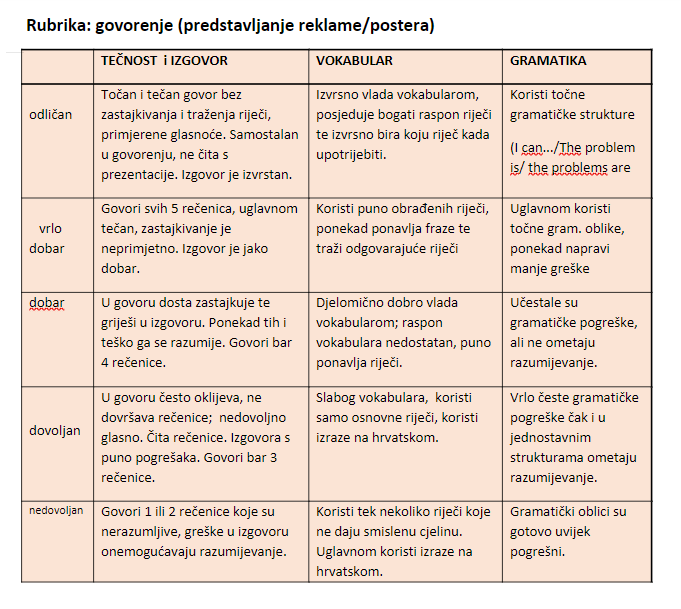 Rubrika: govorenje (predstavljanje reklame/postera)
TEČNOST i IZGOVOR
VOKABULAR
GRAMATIKA
odličan
Točan i tečan govor bez
zastajkivanja i traženja riječi,
primjerene glasnoće. Samostalan
u govorenju, ne čita s
prezentacije. Izgovor je izvrstan.
Izvrsno vlada vokabularom,
posjeduje bogati raspon riječi
te izvrsno bira koju riječ kada
upotrijebiti.
Koristi točne
gramatičke strukture
(I can.../The problem
is/ the problems are
vrlo
dobar
Govori svih 5 rečenica, uglavnom
tečan, zastajkivanje je
neprimjetno. Izgovor je jako
dobar.
Koristi puno obrađenih riječi,
ponekad ponavlja fraze te
traži odgovarajuće riječi
Uglavnom koristi
točne gram. oblike,
ponekad napravi
manje greške
dobar
U govoru dosta zastajkuje te
griješi u izgovoru. Ponekad tih i
teško ga se razumije. Govori bar
4 rečenice.
Djelomično dobro vlada
vokabularom; raspon
vokabulara nedostatan, puno
ponavlja riječi.
Učestale su
gramatičke pogreške,
ali ne ometaju
razumijevanje.
dovoljan
U govoru često oklijeva, ne
dovršava rečenice; nedovoljno
glasno. Čita rečenice. Izgovora s
puno pogrešaka. Govori bar 3
rečenice.
Slabog vokabulara, koristi
samo osnovne riječi, koristi
izraze na hrvatskom.
Vrlo česte gramatičke
pogreške čak i u
jednostavnim
strukturama ometaju
razumijevanje.
nedovoljan
Govori 1 ili 2 rečenice koje su
nerazumljive, greške u izgovoru
onemogućavaju razumijevanje.
Koristi tek nekoliko riječi koje
ne daju smislenu cjelinu.
Uglavnom koristi izraze na
hrvatskom.
Gramatički oblici su
gotovo uvijek
pogrešni.